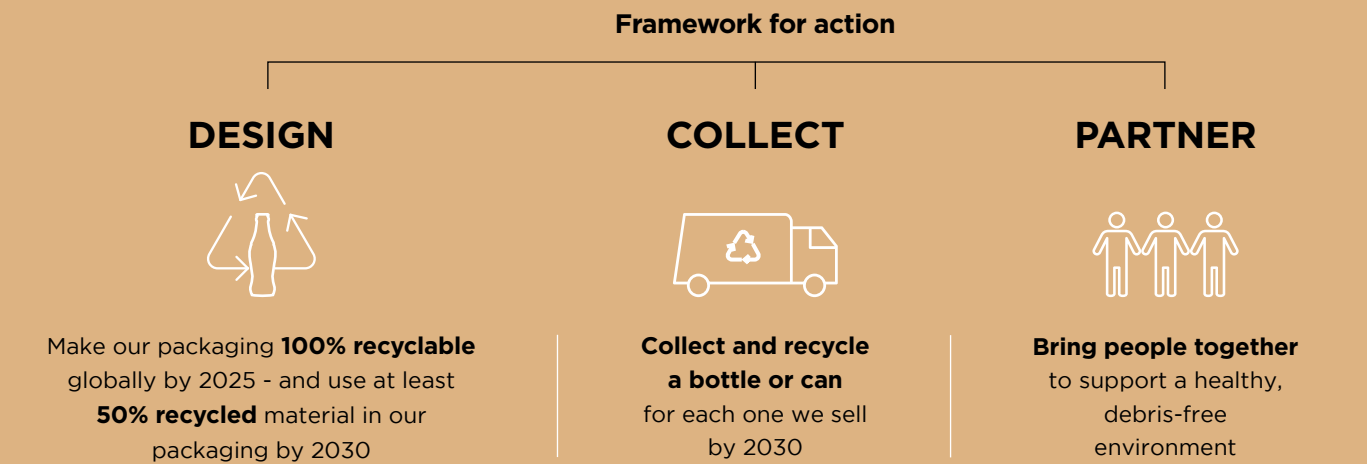 Framework for action
DESIGN
Make our packaging 100% recyclable
globally by 2025 - and use at least
50% recycled material in our
packaging by 2030
COLLECT
Collect and recycle
a bottle or can
for each one we sell
by 2030
PARTNER
Bring people together
to support a healthy,
debris-free
environment